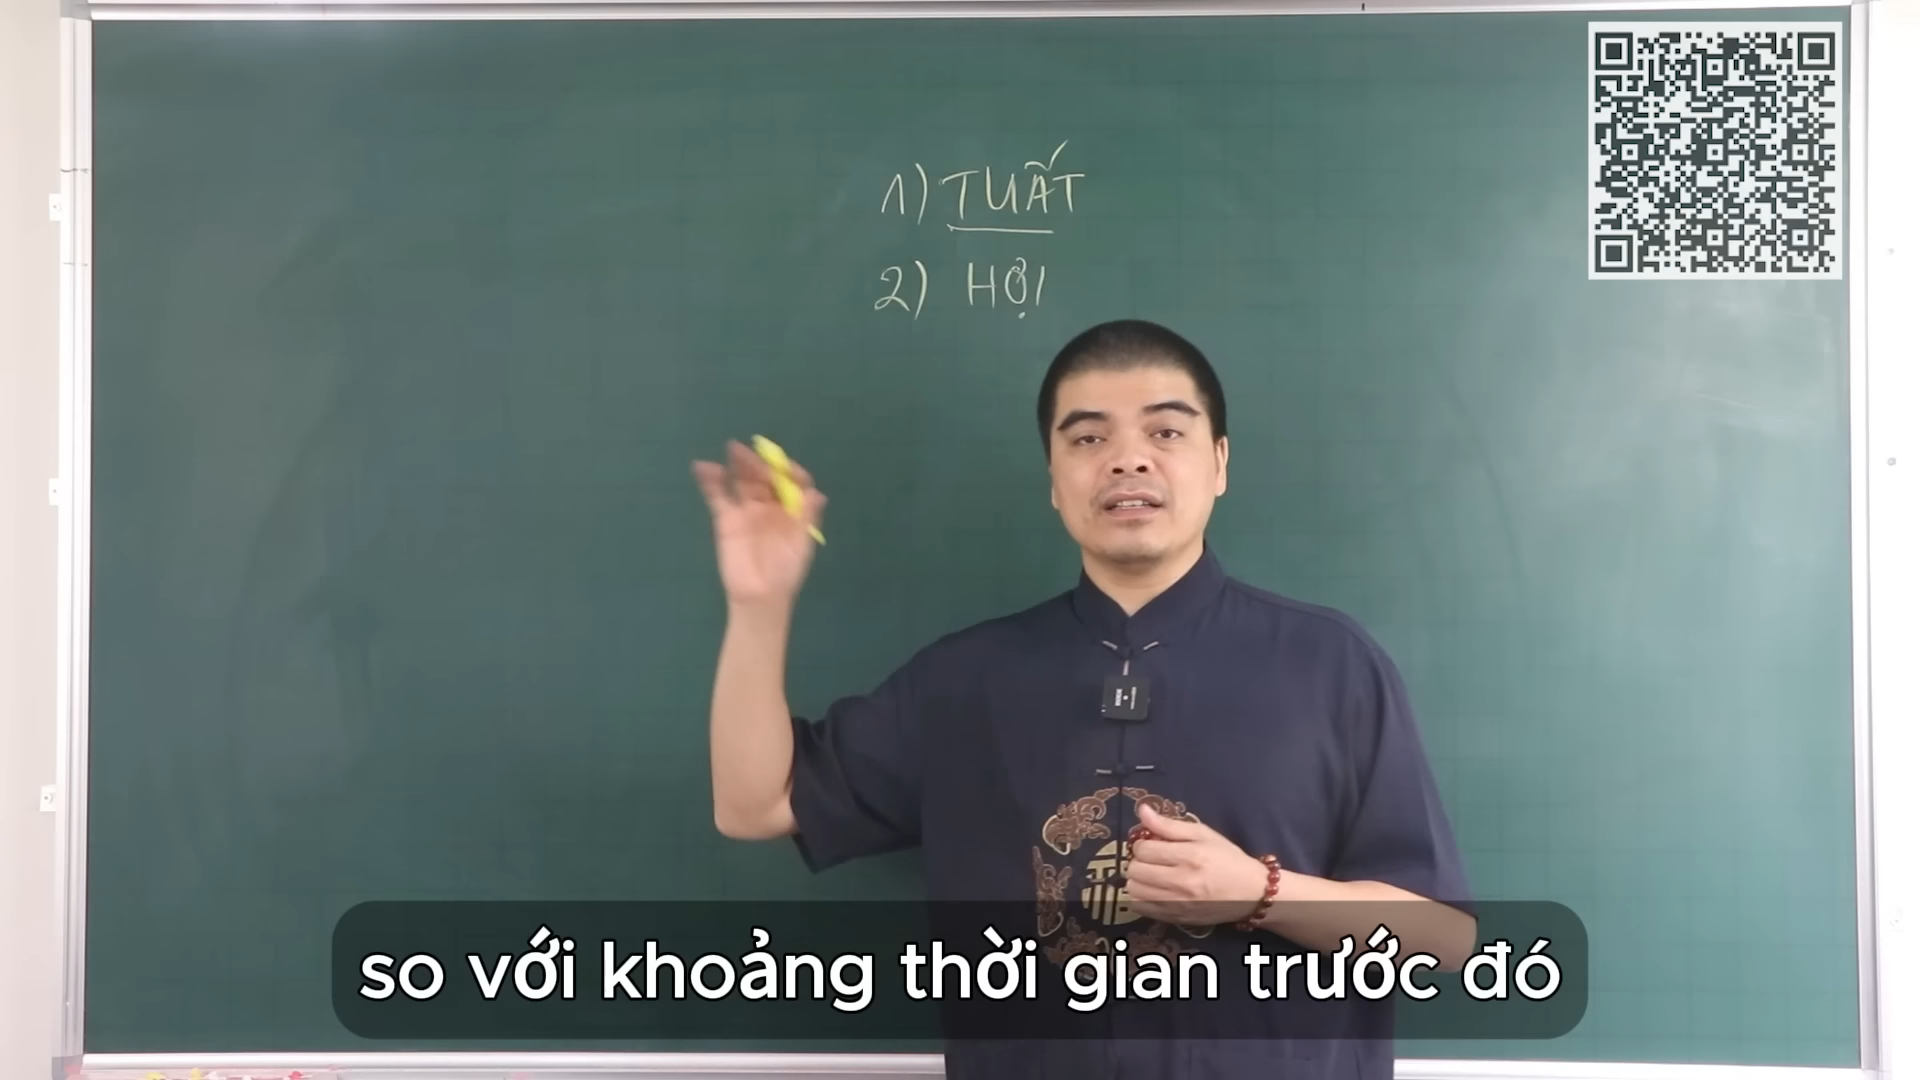 1) TUẤT
2) HỢI
so với khoảng thời gian trước đó